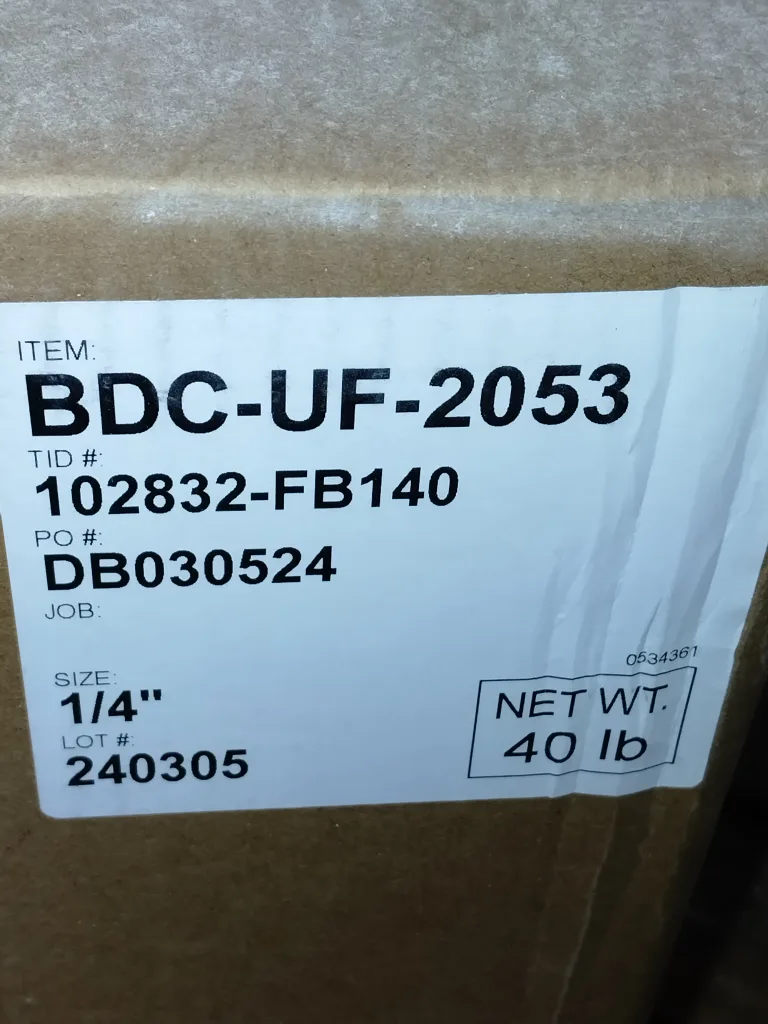 ITEM:
BDC-UF-2053
TID #:
102832-FB140
PO #:
DB030524
JOB:
SIZE:
1/4"
LOT #:
240305
0534361
NET WT.
40 lb